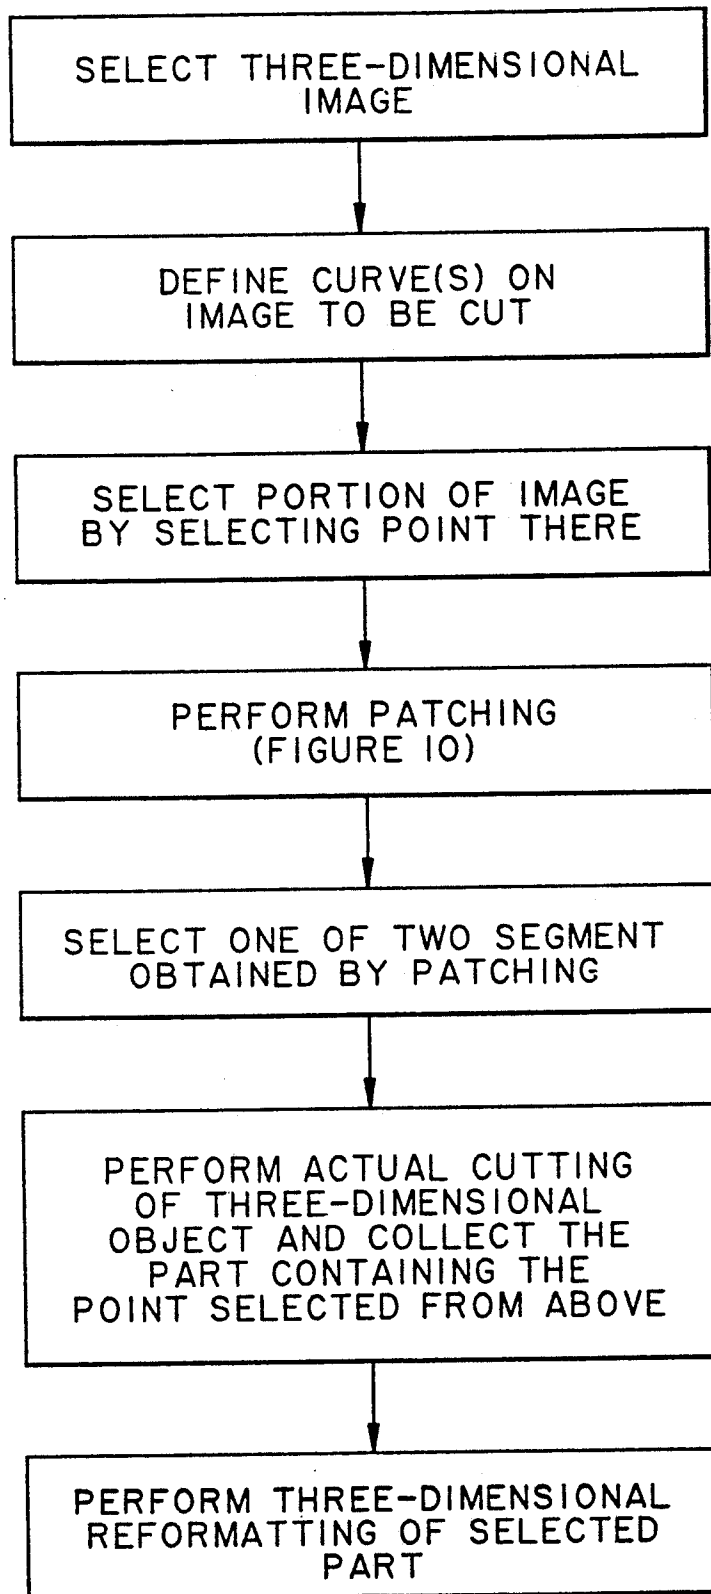 SELECT THREE-DIMENSIONAL
IMAGE
DEFINE CURVE(S) ON
IMAGE TO BE CUT
SELECT PORTION OF IMAGE
BY SELECTING POINT THERE
PERFORM PATCHING
(FIGURE 10)
SELECT ONE OF TWO SEGMENT
OBTAINED BY PATCHING
PERFORM ACTUAL CUTTING
OF THREE-DIMENSIONAL
OBJECT AND COLLECT THE
PART CONTAINING THE
POINT SELECTED FROM ABOVE
PERFORM THREE-DIMENSIONAL
REFORMATTING OF SELECTED
PART